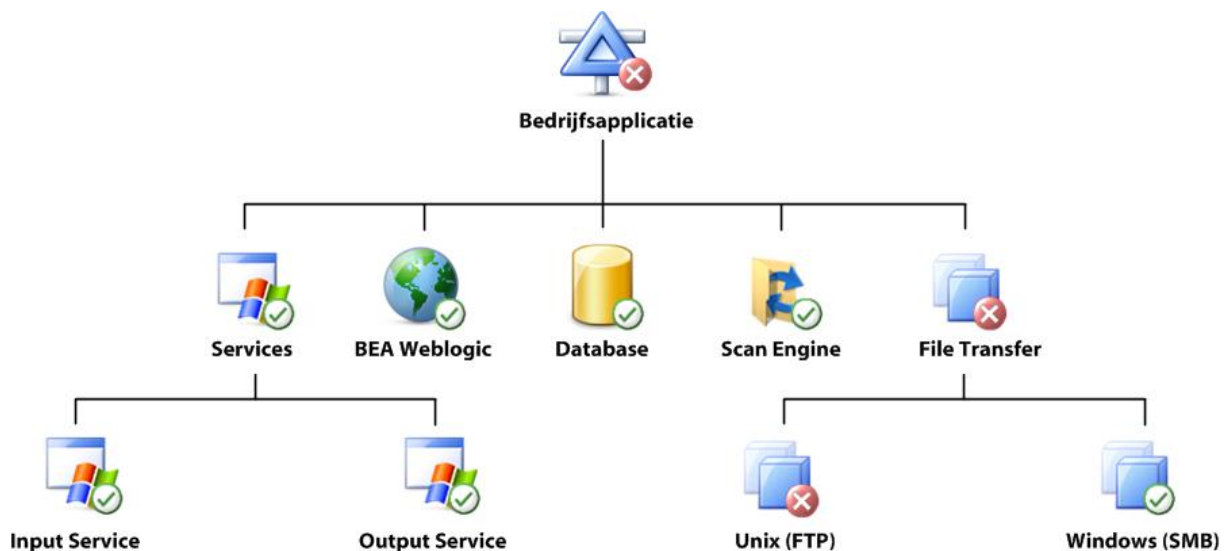 Bedrijfsapplicatie
Services
BEA Weblogic
Database
Scan Engine
File Transfer
Input Service
Output Service
Unix (FTP)
Windows (SMB)